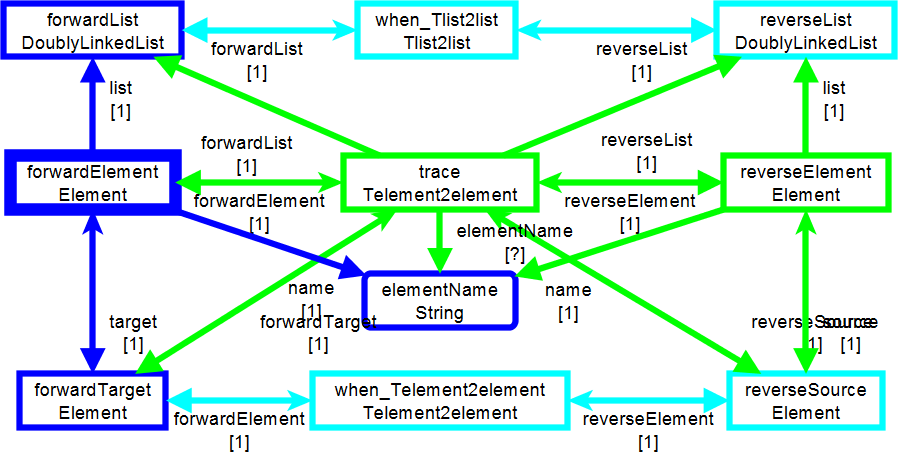 forwardList
DoublyLinkedList
when_Tlist2list
Tlist2list
reverseList
DoublyLinkedList
forwardList
[1]
reverseList
[1]
list
[1]
list
[1]
forwardElement
Element
forwardList
[1]
trace
Telement2element
reverseList
[1]
reverseElement
Element
forwardElement
[1]
reverseElement
[1]
elementName
[?]
elementName
String
name
[1]
name
[1]
target
[1]
forwardTarget
[1]
reverseSource
[1]
source
[1]
forwardTarget
Element
when_Telement2element
Telement2element
reverseSource
Element
forwardElement
[1]
reverseElement
[1]